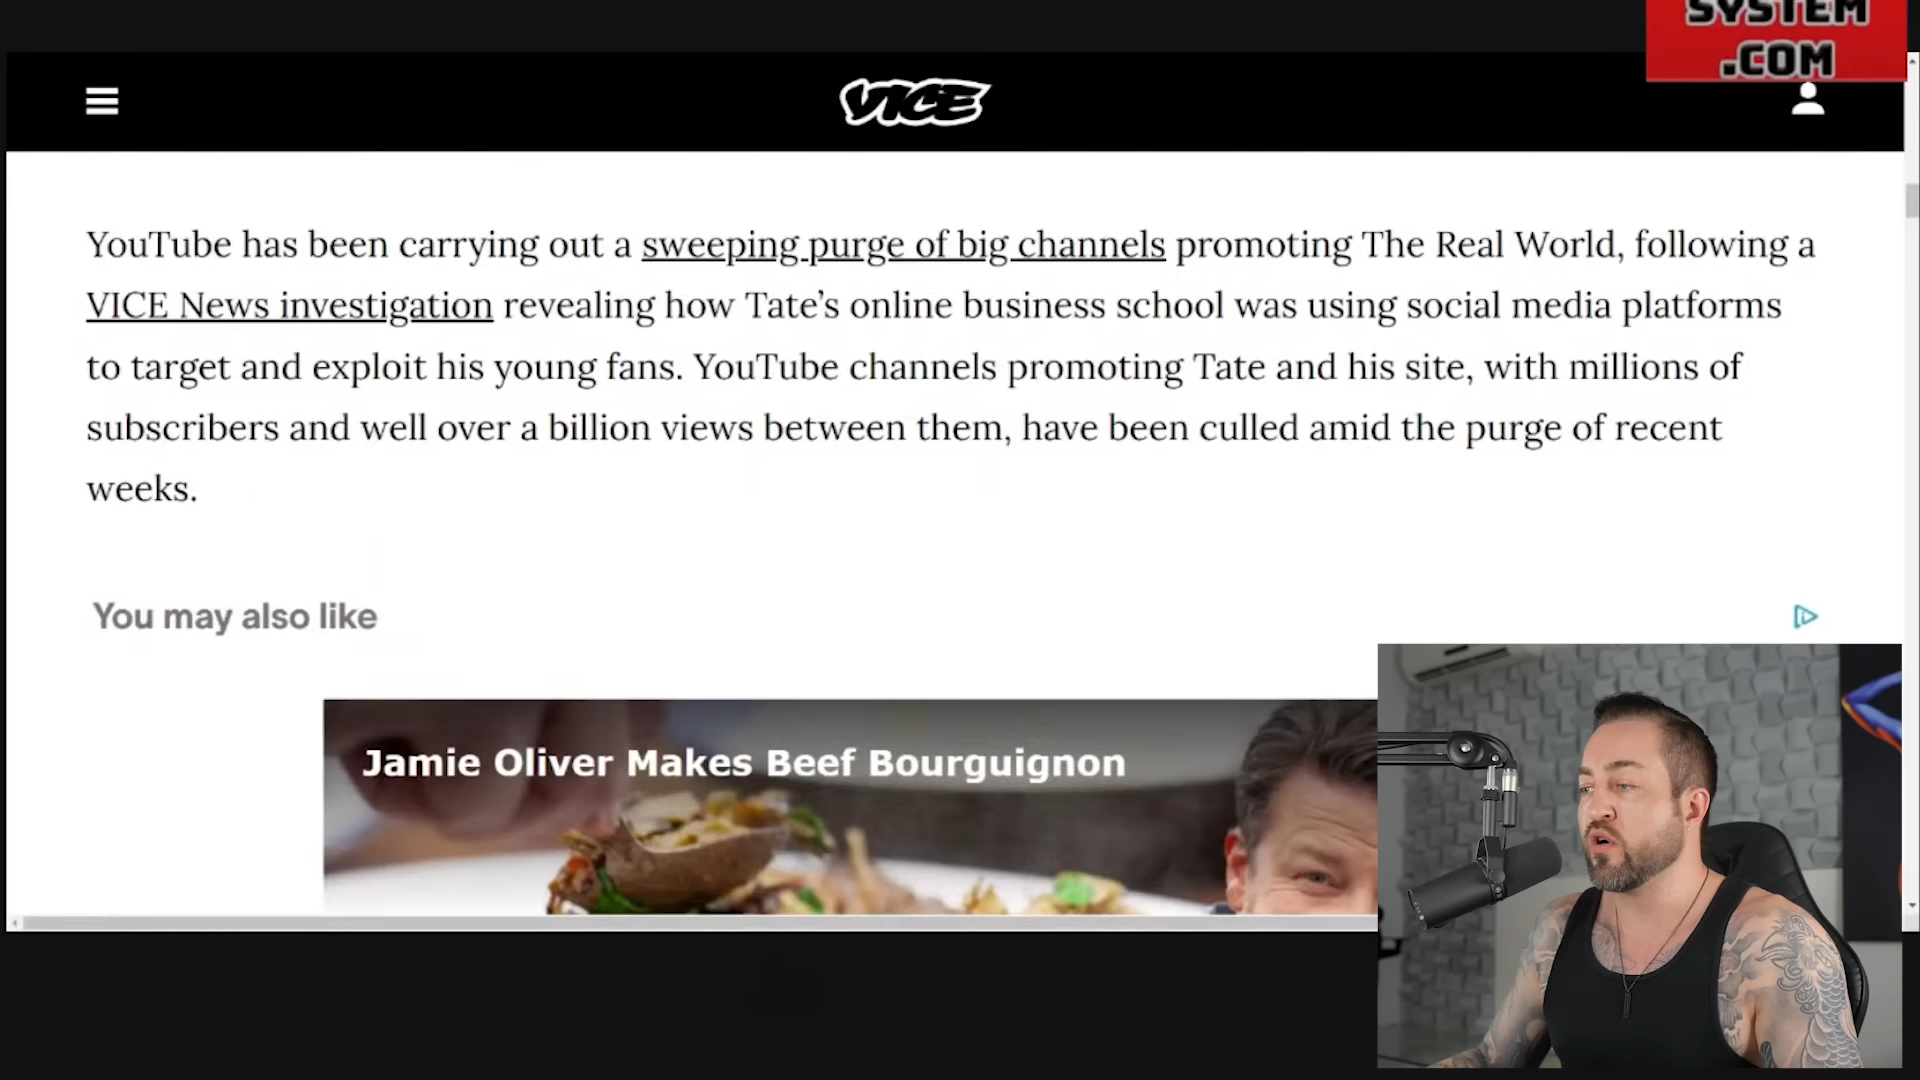 SYSTEM
.COM
VICE
YouTube has been carrying out a sweeping purge of big channels promoting The Real World, following a
VICE News investigation revealing how Tate’s online business school was using social media platforms
to target and exploit his young fans. YouTube channels promoting Tate and his site, with millions of
subscribers and well over a billion views between them, have been culled amid the purge of recent
weeks.
You may also like
Jamie Oliver Makes Beef Bourguignon